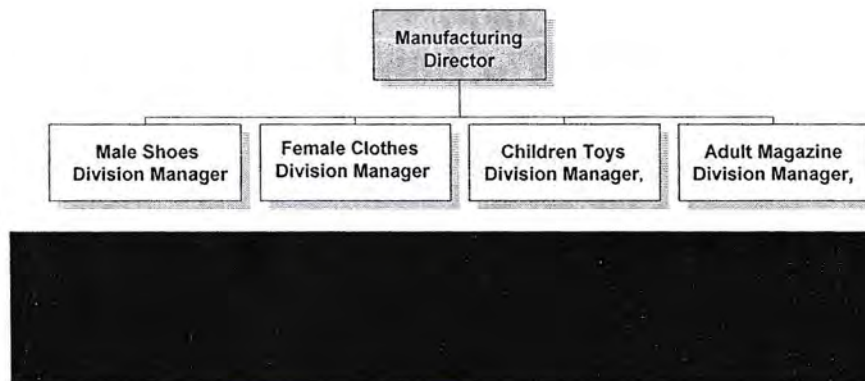 Manufacturing
Director
Male Shoes
Division Manager
Female Clothes
Division Manager
Children Toys
Division Manager,
Adult Magazine
Division Manager,